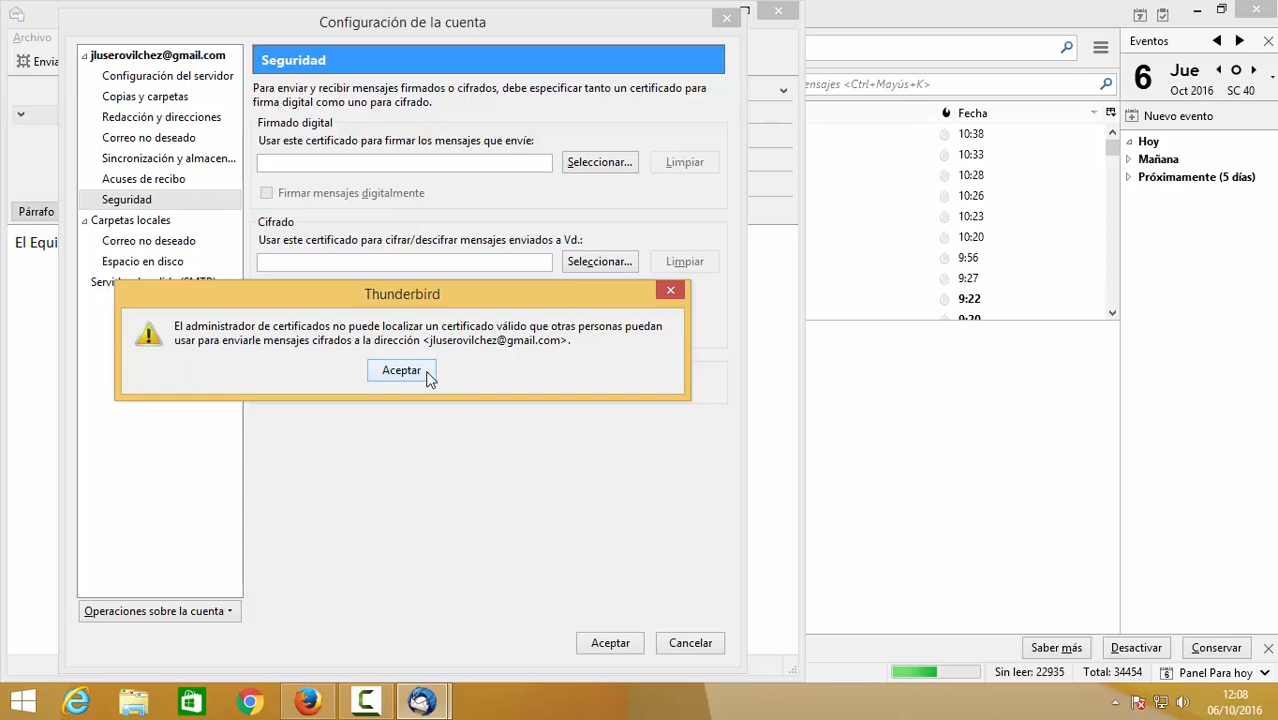 Configuración de la cuenta
Archivo
Envia
Párrafo
El Equi
jluserovilchez@gmail.com
Configuración del servidor
Copias y carpetas
Redacción y direcciones
Correo no deseado
Sincronización y almacen...
Acuses de recibo
Seguridad
Carpetas locales
Correo no deseado
Espacio en disco
Operaciones sobre la cuenta
Seguridad
Para enviar y recibir mensajes firmados o cifrados, debe especificar tanto un certificado para
firma digital como uno para cifrado.
Firmado digital
Usar este certificado para firmar los mensajes que envíe:
Seleccionar... Limpiar
Firmar mensajes digitalmente
Cifrado
Usar este certificado para cifrar/descifrar mensajes enviados a Vd.:
Seleccionar... Limpiar
Thunderbird
El administrador de certificados no puede localizar un certificado válido que otras personas puedan
usar para enviarle mensajes cifrados a la dirección <jluserovilchez@gmail.com>.
Aceptar
Aceptar Cancelar
ensajes <Ctrl+Mayús+K>
Fecha
10:38
10:33
10:28
10:26
10:23
10:20
9:56
9:27
9:22
9:20
Eventos
6 Jue
Oct 2016 SC 40
Nuevo evento
Hoy
Mañana
Próximamente (5 días)
Saber más Desactivar Conservar
Sin leer: 22935 Total: 34454 6 Panel Para hoy
12:08
06/10/2016